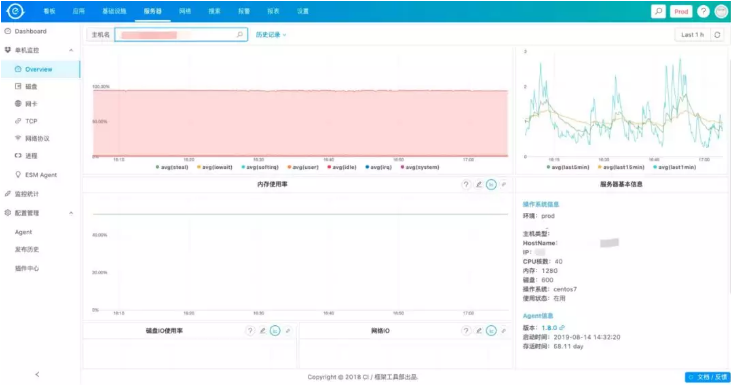 看板 应用 基础设施 服务器 网络 搜索 报警 报表 设置 Prod ?
Dashboard
单机监控
Overview
磁盘
网卡
TCP
网络协议
进程
ESM Agent
监控统计
配置管理
Agent
发布历史
插件中心
主机名 历史记录 Last 1 h
100.00%
50.00%
0%
16:10 16:20 16:30 16:40 16:50 17:00
avg(steal) avg(iowait) avg(softirq) avg(user) avg(idle) avg(irq) avg(system)
3
2
1
0
16:20 16:40 17:00
avg(last5min) avg(last15min) avg(last1min)
内存使用率
0%
16:10 16:20 16:30 16:40 16:50 17:00
磁盘IO使用率
网络IO
服务器基本信息
操作系统信息
环境: prod
主机类型:
HostName:
IP:
CPU核数: 40
内存: 1280
磁盘: 600
操作系统: centos7
使用状态: 在用
Agent信息
版本: 1.8.0
启动时间: 2019-08-14 14:32:20
存活时间: 68.11 day
Copyright © 2018 CI / 框架工具部出品.
文档 / 反馈